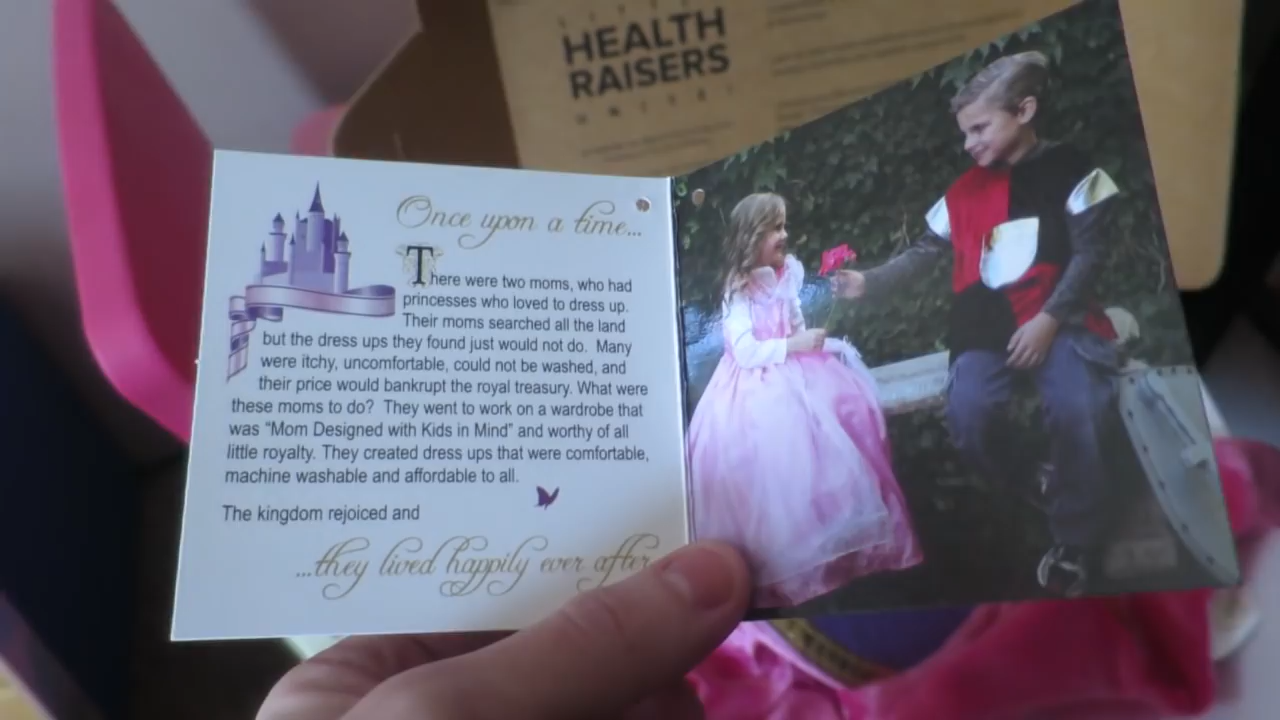 HEALTH
RAISERS
Once upon a time...
There were two moms, who had
princesses who loved to dress up.
Their moms searched all the land
but the dress ups they found just would not do. Many
were itchy, uncomfortable, could not be washed, and
their price would bankrupt the royal treasury. What were
these moms to do? They went to work on a wardrobe that
was “Mom Designed with Kids in Mind” and worthy of all
little royalty. They created dress ups that were comfortable,
machine washable and affordable to all.
The kingdom rejoiced and
...they lived happily ever after